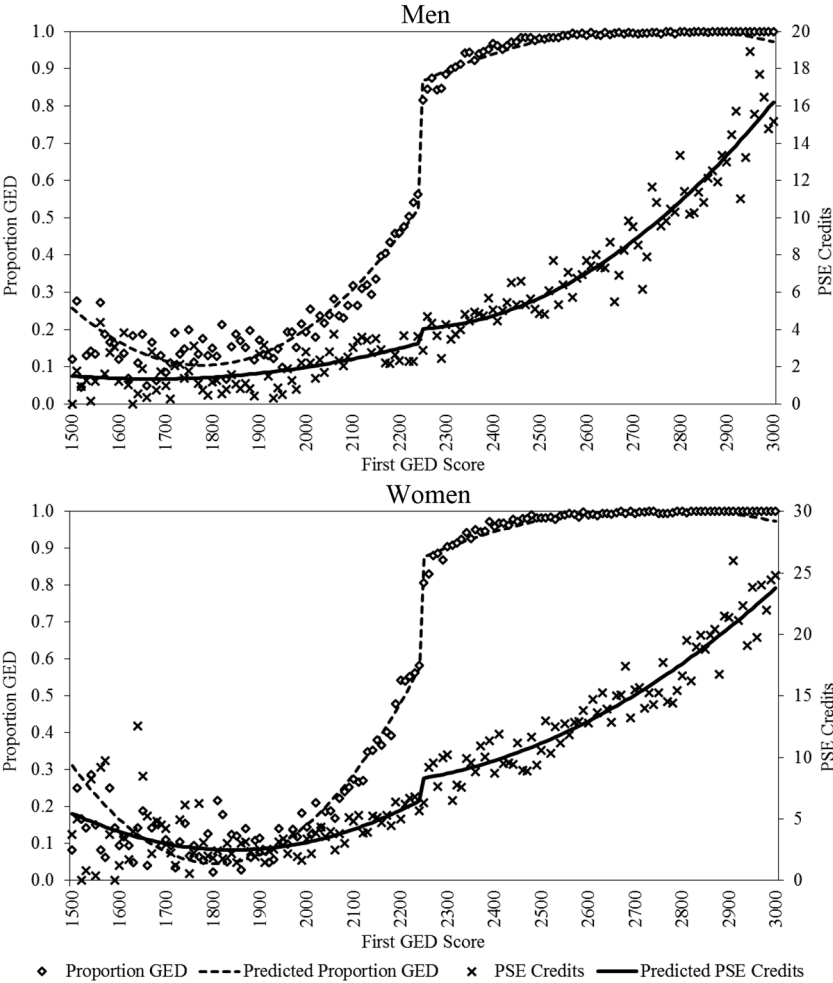 Men
1.0 20
0.9 18
0.8 16
0.7 14
0.6 12
0.5 10
0.4 8
0.3 6
0.2 4
0.1 2
0.0 0
Proportion GED
PSE Credits
1500 1600 1700 1800 1900 2000 2100 2200 2300 2400 2500 2600 2700 2800 2900 3000
First GED Score
Women
1.0 30
0.9
0.8 25
0.7
0.6 20
0.5 15
0.4
0.3 10
0.2
0.1 5
0.0 0
Proportion GED
PSE Credits
1500 1600 1700 1800 1900 2000 2100 2200 2300 2400 2500 2600 2700 2800 2900 3000
First GED Score
Proportion GED Predicted Proportion GED PSE Credits Predicted PSE Credits